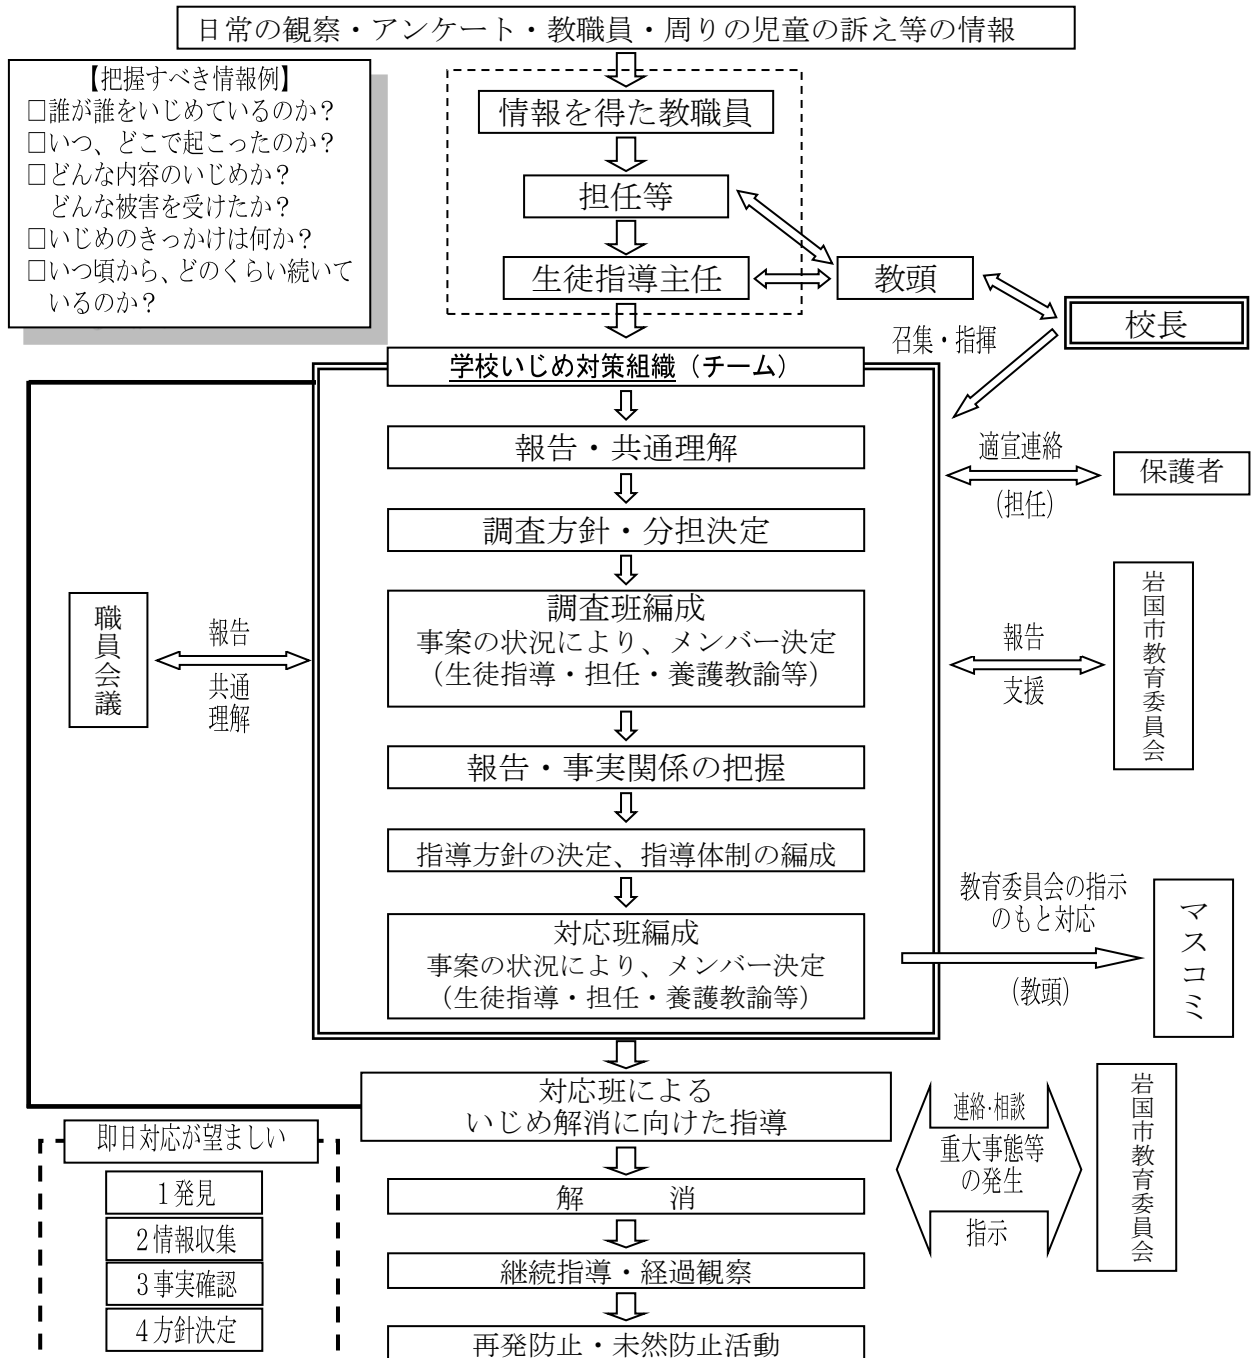 日常の観察・アンケート・教職員・周りの児童の訴え等の情報
【把握すべき情報例】
□誰が誰をいじめているのか？
□いつ、どこで起こったのか？
□どんな内容のいじめか？
どんな被害を受けたか？
□いじめのきっかけは何か？
□いつ頃から、どのくらい続いて
いるのか？
情報を得た教職員
担任等
生徒指導主任
教頭
校長
召集・指揮
学校いじめ対策組織（チーム）
報告・共通理解
適宜連絡
（担任）
保護者
調査方針・分担決定
調査班編成
事案の状況により、メンバー決定
（生徒指導・担任・養護教諭等）
職員会議
報告
共通
理解
報告
支援
岩国市教育委員会
報告・事実関係の把握
指導方針の決定、指導体制の編成
対応班編成
事案の状況により、メンバー決定
（生徒指導・担任・養護教諭等）
教育委員会の指示
のもと対応
（教頭）
マスコミ
対応班による
いじめ解消に向けた指導
連絡・相談
重大事態等
の発生
指示
岩国市教育委員会
解　消
継続指導・経過観察
再発防止・未然防止活動
即日対応が望ましい
１発見
２情報収集
３事実確認
４方針決定